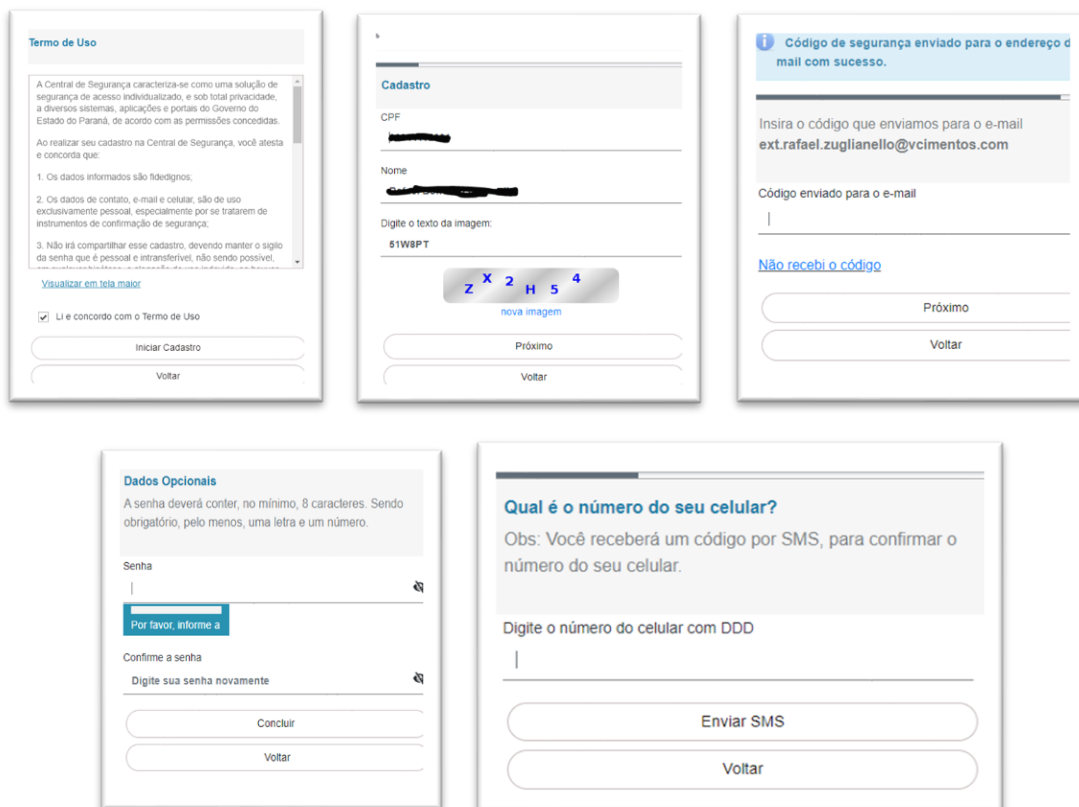 Termo de Uso
A Central de Segurança caracteriza-se como uma solução de
segurança de acesso individualizado, e sob total privacidade,
a diversos sistemas, aplicações e portais do Governo do
Estado do Paraná, de acordo com as permissões concedidas.
Ao realizar seu cadastro na Central de Segurança, você atesta
e concorda que:
1. Os dados informados são fidedignos;
2. Os dados de contato, e-mail e celular, são de uso
exclusivamente pessoal, especialmente por se tratarem de
instrumentos de confirmação de segurança;
3. Não irá compartilhar esse cadastro, devendo manter o sigilo
da senha que é pessoal e intransferível, não sendo possível,
Visualizar em tela maior
Li e concordo com o Termo de Uso
Iniciar Cadastro
Voltar
Cadastro
CPF
Nome
Digite o texto da imagem:
51W8PT
Z X 2 H 5 4
nova imagem
Próximo
Voltar
Código de segurança enviado para o endereço d
mail com sucesso.
Insira o código que enviamos para o e-mail
ext.rafael.zuglianello@vcimentos.com
Código enviado para o e-mail
Não recebi o código
Próximo
Voltar
Dados Opcionais
A senha deverá conter, no mínimo, 8 caracteres. Sendo
obrigatório, pelo menos, uma letra e um número.
Senha
Por favor, informe a
Confirme a senha
Digite sua senha novamente
Concluir
Voltar
Qual é o número do seu celular?
Obs: Você receberá um código por SMS, para confirmar o
número do seu celular.
Digite o número do celular com DDD
Enviar SMS
Voltar